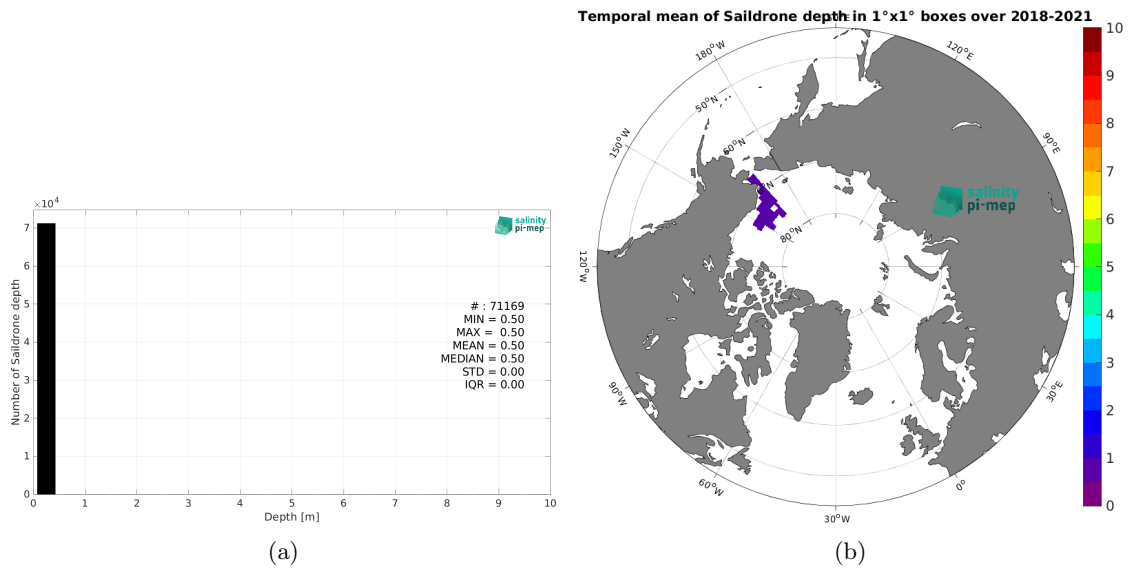 Temporal mean of Saildrone depth in 1°x1° boxes over 2018-2021
×10⁴
7
6
5
4
3
2
1
0
Number of Saildrone depth
salinity
pi-mep
# : 71169
MIN = 0.50
MAX = 0.50
MEAN = 0.50
MEDIAN = 0.50
STD = 0.00
IQR = 0.00
0 1 2 3 4 5 6 7 8 9 10
Depth [m]
(a)
180°W
120°E
150°W
90°E
120°W
90°W
30°E
60°W
0°
30°W
50°N
60°N
80°N
salinity
pi-mep
10
9
8
7
6
5
4
3
2
1
0
(b)